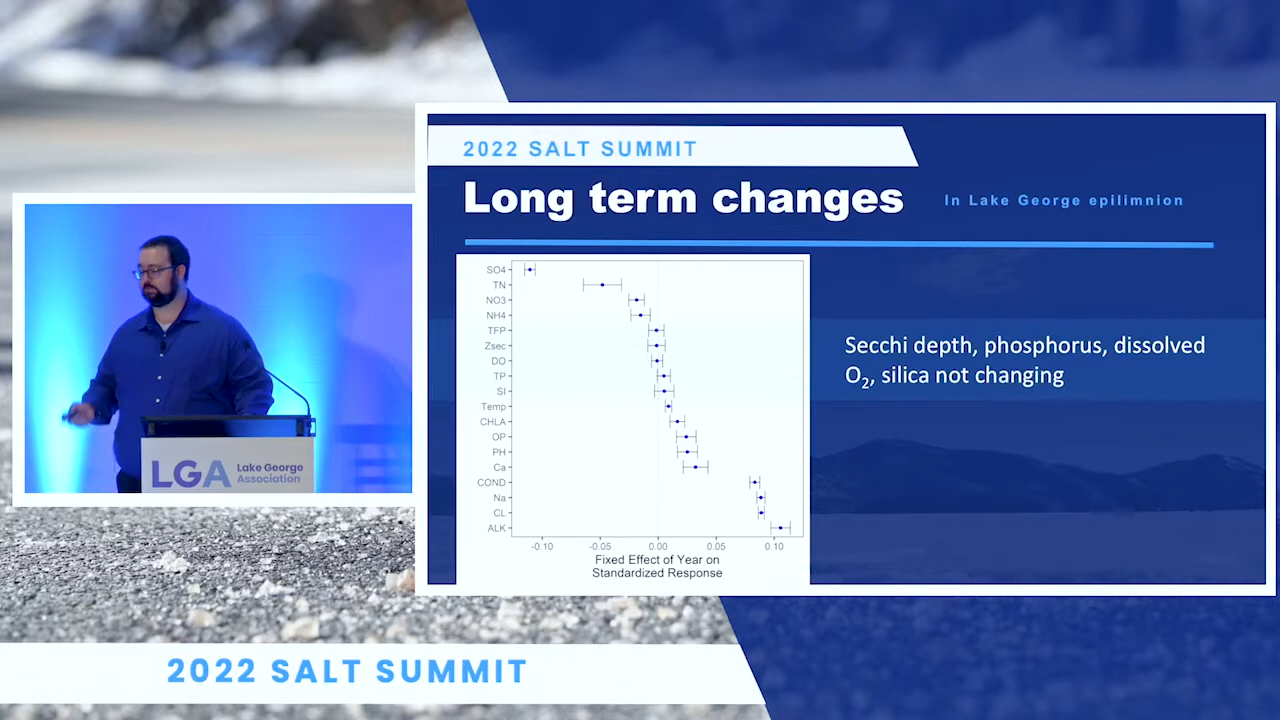 2022 SALT SUMMIT
Long term changes
In Lake George epilimnion
SO4
TN
NO3
NH4
TFP
Zsec
DO
TP
SI
Temp
CHLA
OP
PH
Ca
COND
Na
CL
ALK
-0.10 -0.05 0.00 0.05 0.10
Fixed Effect of Year on
Standardized Response
Secchi depth, phosphorus, dissolved
O₂, silica not changing
LGA
Lake George
Association
2022 SALT SUMMIT